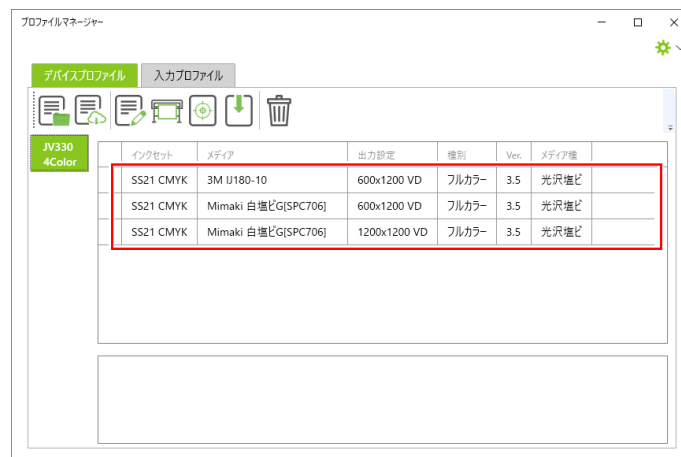 プロファイルマネージャー
デバイスプロファイル 入力プロファイル
JV330
4Color
インクセット メディア 出力設定 種別 Ver. メディア種
SS21 CMYK 3M IJ180-10 600x1200 VD フルカラー 3.5 光沢塩ビ
SS21 CMYK Mimaki 白塩ビG[SPC706] 600x1200 VD フルカラー 3.5 光沢塩ビ
SS21 CMYK Mimaki 白塩ビG[SPC706] 1200x1200 VD フルカラー 3.5 光沢塩ビ